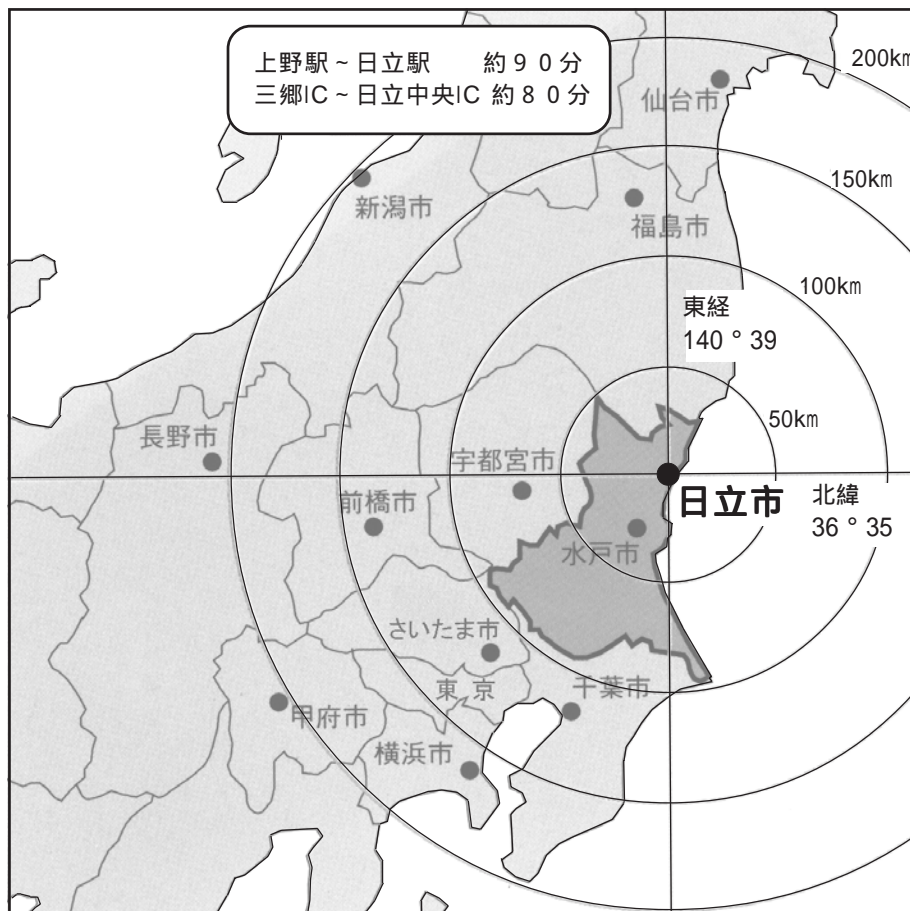 上野駅～日立駅　　約９０分
三郷IC～日立中央IC 約８０分
200km
仙台市
150km
新潟市
福島市
100km
東経
140°39
50km
長野市
宇都宮市
日立市
北緯
36°35
前橋市
水戸市
さいたま市
東京
千葉市
甲府市
横浜市